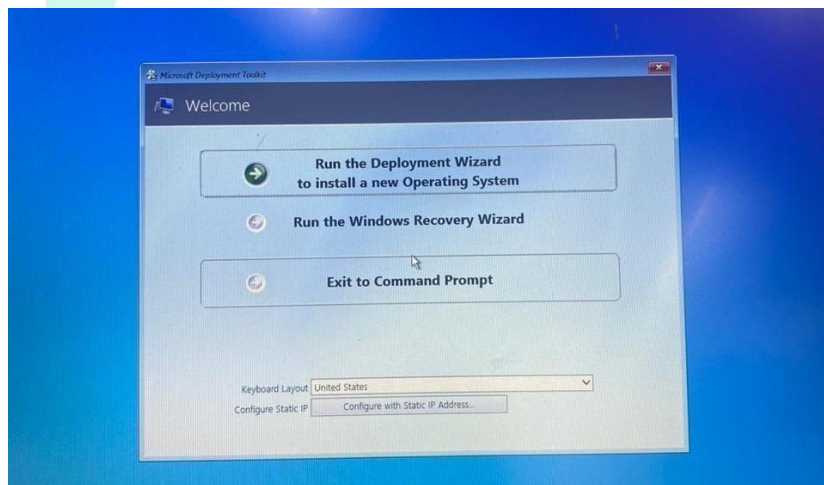 Microsoft Deployment Toolkit
Welcome
Run the Deployment Wizard
to install a new Operating System
Run the Windows Recovery Wizard
Exit to Command Prompt
Keyboard Layout United States
Configure Static IP Configure with Static IP Address...